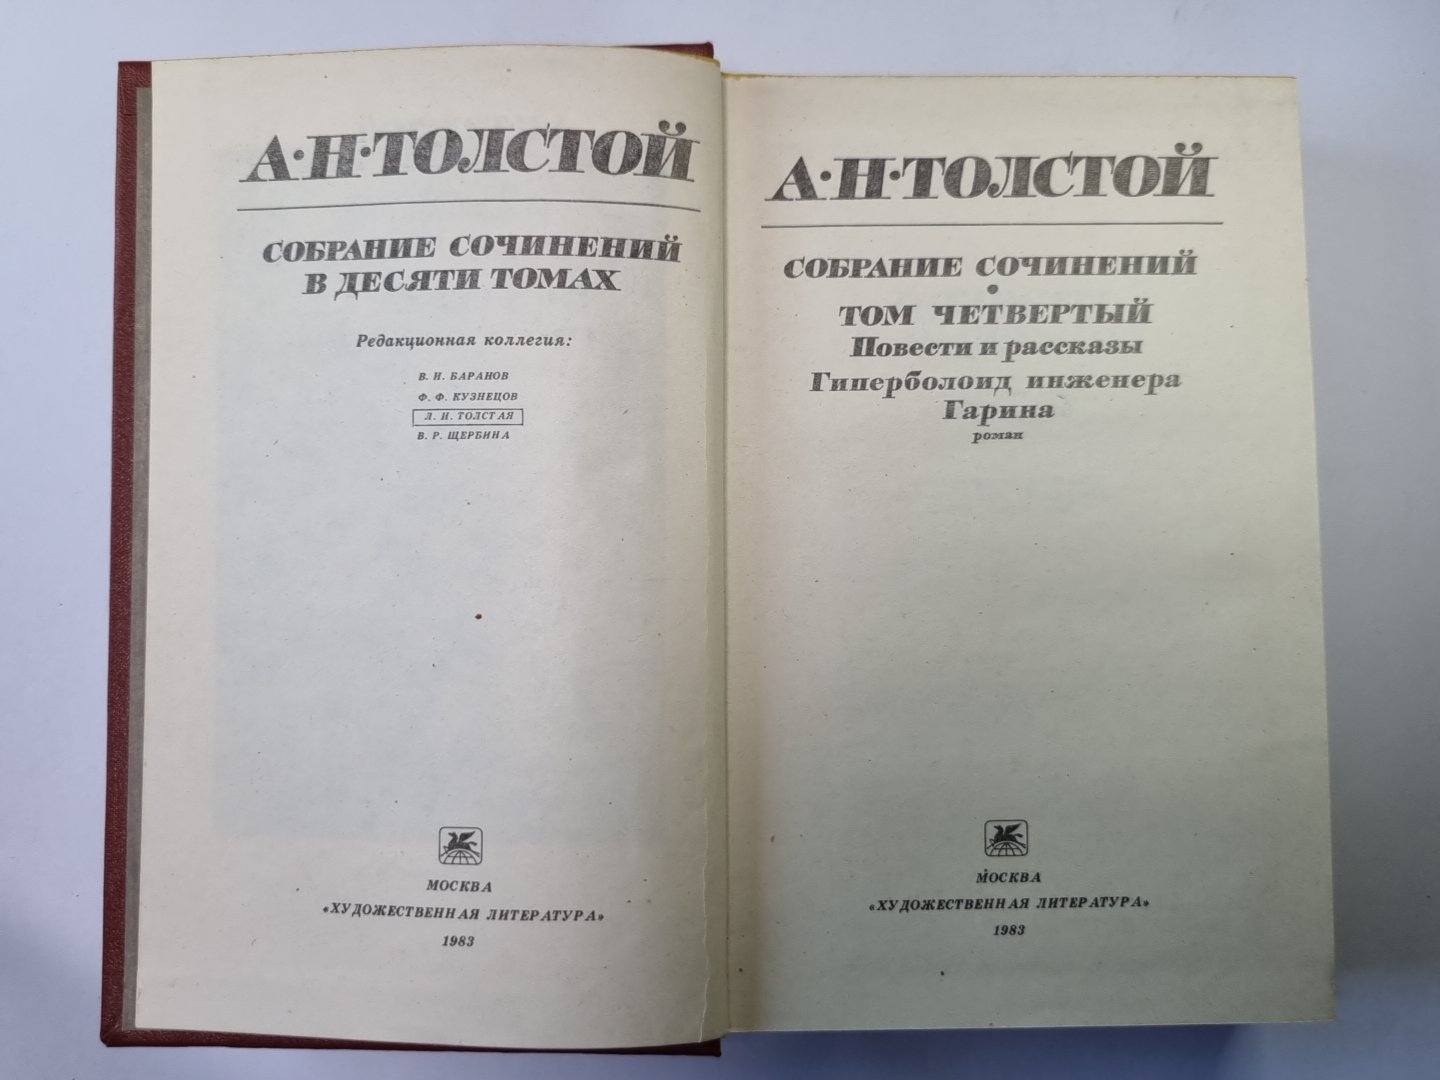 А·Н·ТОЛСТОЙ
СОБРАНИЕ СОЧИНЕНИЙ
В ДЕСЯТИ ТОМАХ
Редакционная коллегия:
В. И. БАРАНОВ
Ф. Ф. КУЗНЕЦОВ
Л. И. ТОЛСТАЯ
В. Р. ЩЕРБИНА
МОСКВА
«ХУДОЖЕСТВЕННАЯ ЛИТЕРАТУРА»
1983
А·Н·ТОЛСТОЙ
СОБРАНИЕ СОЧИНЕНИЙ
•
ТОМ ЧЕТВЕРТЫЙ
Повести и рассказы
Гиперболоид инженера
Гарина
роман
МОСКВА
«ХУДОЖЕСТВЕННАЯ ЛИТЕРАТУРА»
1983